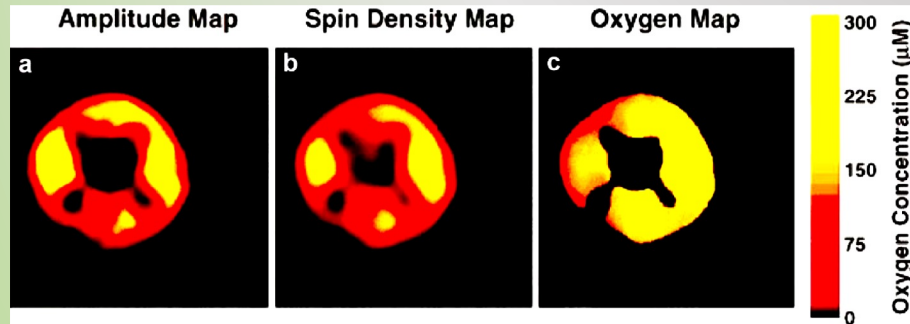 Amplitude Map
Spin Density Map
Oxygen Map
a
b
c
300
225
150
75
0
Oxygen Concentration (μM)